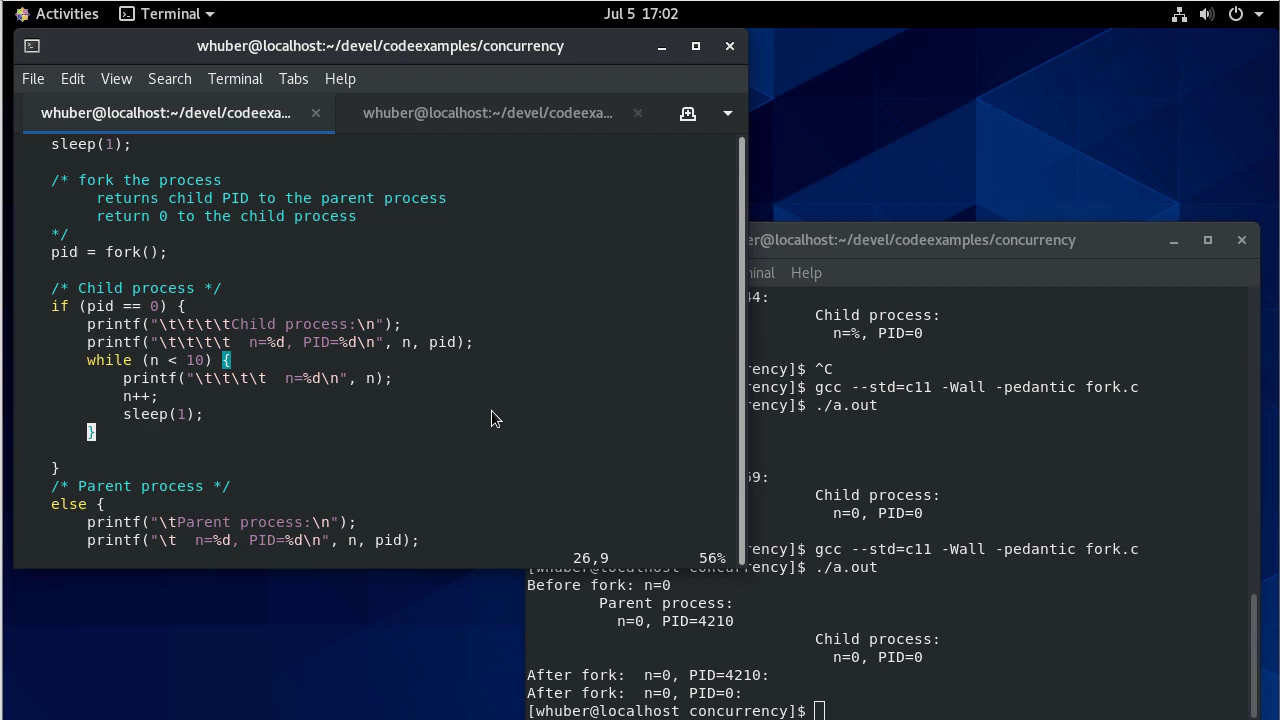 Activities Terminal Jul 5 17:02
whuber@localhost:~/devel/codeexamples/concurrency
File Edit View Search Terminal Tabs Help
whuber@localhost:~/devel/codeexa... whuber@localhost:~/devel/codeexa...
sleep(1);
/* fork the process
returns child PID to the parent process
return 0 to the child process
*/
pid = fork();
/* Child process */
if (pid == 0) {
printf("\t\t\t\tChild process:\n");
printf("\t\t\t\t  n=%d, PID=%d\n", n, pid);
while (n < 10) {
printf("\t\t\t\t  n=%d\n", n);
n++;
sleep(1);
}
}
/* Parent process */
else {
printf("\tParent process:\n");
printf("\t  n=%d, PID=%d\n", n, pid);
26,9 56%
er@localhost:~/devel/codeexamples/concurrency
minal Help
44:
Child process:
n=%, PID=0
rency]$ ^C
rency]$ gcc --std=c11 -Wall -pedantic fork.c
rency]$ ./a.out
59:
Child process:
n=0, PID=0
rency]$ gcc --std=c11 -Wall -pedantic fork.c
[whuber@localhost concurrency]$ ./a.out
Before fork: n=0
Parent process:
n=0, PID=4210
Child process:
n=0, PID=0
After fork:  n=0, PID=4210:
After fork:  n=0, PID=0:
[whuber@localhost concurrency]$